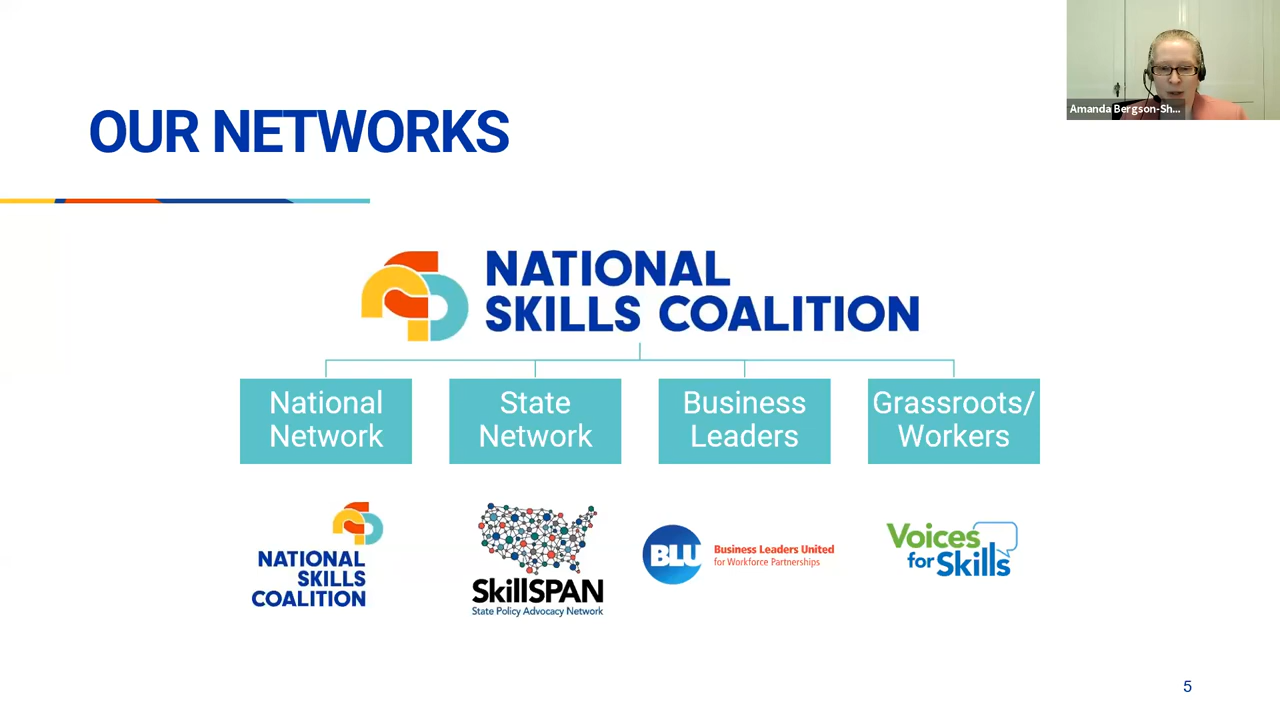 Amanda Bergson-Sh...
OUR NETWORKS
NATIONAL
SKILLS COALITION
National
Network
State
Network
Business
Leaders
Grassroots/
Workers
NATIONAL
SKILLS
COALITION
SkillSPAN
State Policy Advocacy Network
BLU
Business Leaders United
for Workforce Partnerships
Voices
for Skills
5